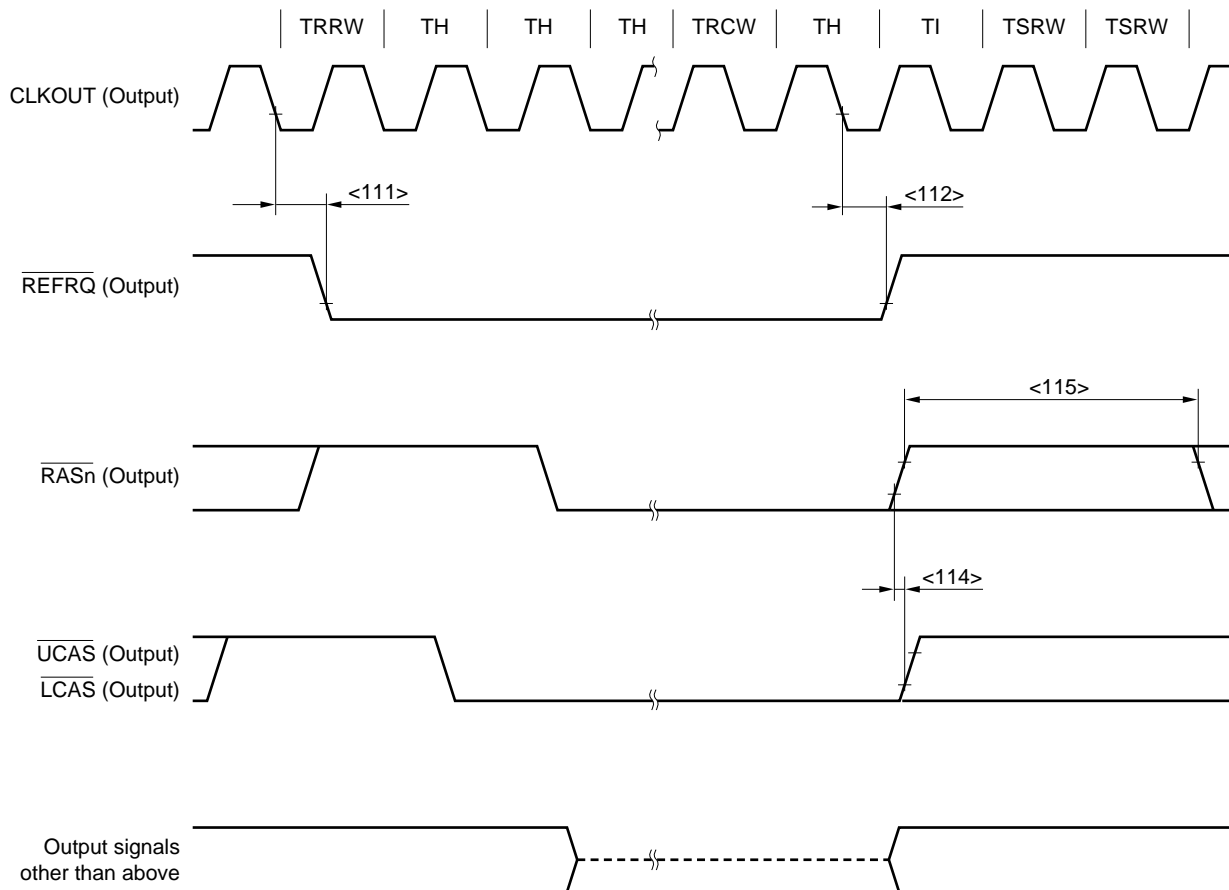 TRRW TH TH TH TRCW TH TI TSRW TSRW
CLKOUT (Output)
<111> <112>
REFRQ (Output)
<115>
RASn (Output)
<114>
UCAS (Output)
LCAS (Output)
Output signals
other than above